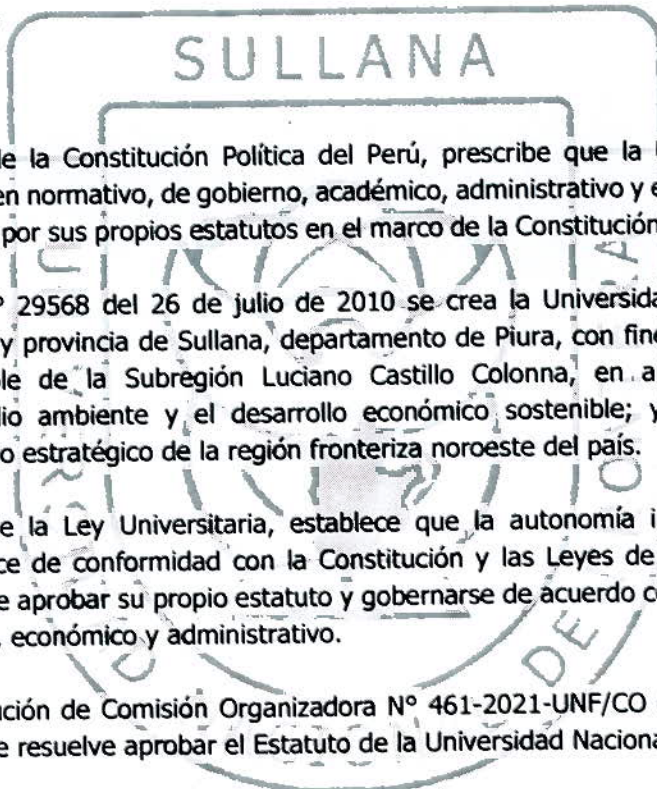 SULLANA
de la Constitución Política del Perú, prescribe que la
en normativo, de gobierno, académico, administrativo y e
por sus propios estatutos en el marco de la Constitución
° 29568 del 26 de julio de 2010 se crea la Universida
y provincia de Sullana, departamento de Piura, con fine
ble de la Subregión Luciano Castillo Colonna, en a
dio ambiente y el desarrollo económico sostenible; y
o estratégico de la región fronteriza noroeste del país.
e la Ley Universitaria, establece que la autonomía i
ce de conformidad con la Constitución y las Leyes de
e aprobar su propio estatuto y gobernarse de acuerdo c
, económico y administrativo.
ución de Comisión Organizadora N° 461-2021-UNF/CO
e resuelve aprobar el Estatuto de la Universidad Naciona